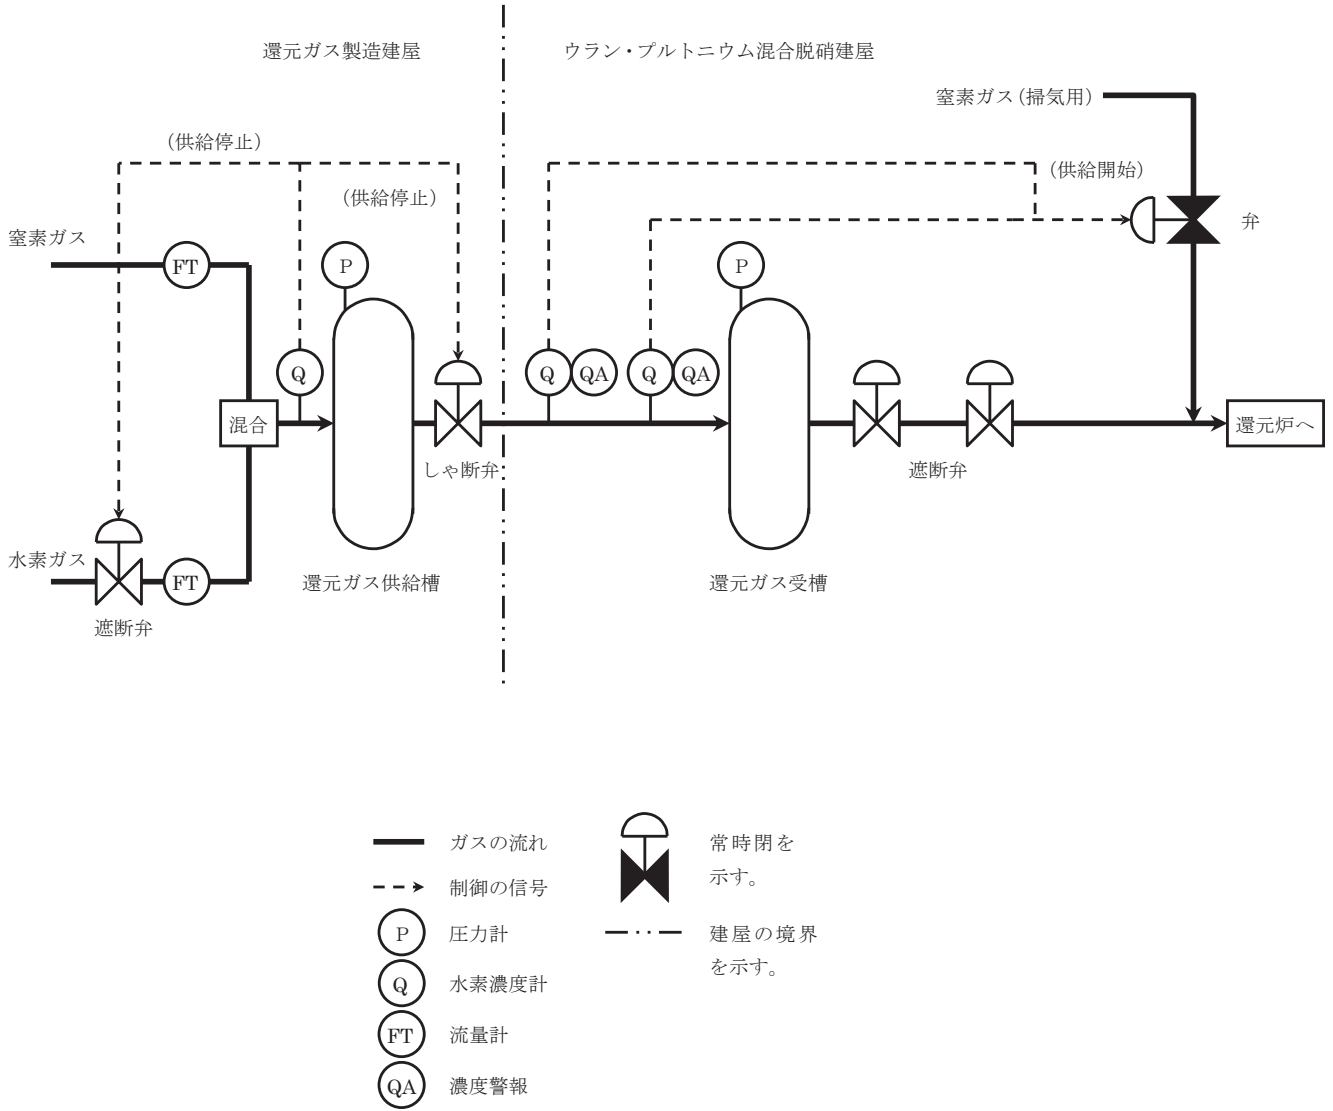 還元ガス製造建屋
ウラン・プルトニウム混合脱硝建屋
窒素ガス(掃気用)
(供給停止)
(供給停止)
(供給開始)
窒素ガス
弁
FT
P
P
Q
Q
QA
Q
QA
混合
還元炉へ
しゃ断弁
遮断弁
水素ガス
FT
還元ガス供給槽
還元ガス受槽
遮断弁
ガスの流れ
常時閉を
示す。
制御の信号
P
圧力計
建屋の境界
を示す。
Q
水素濃度計
FT
流量計
QA
濃度警報